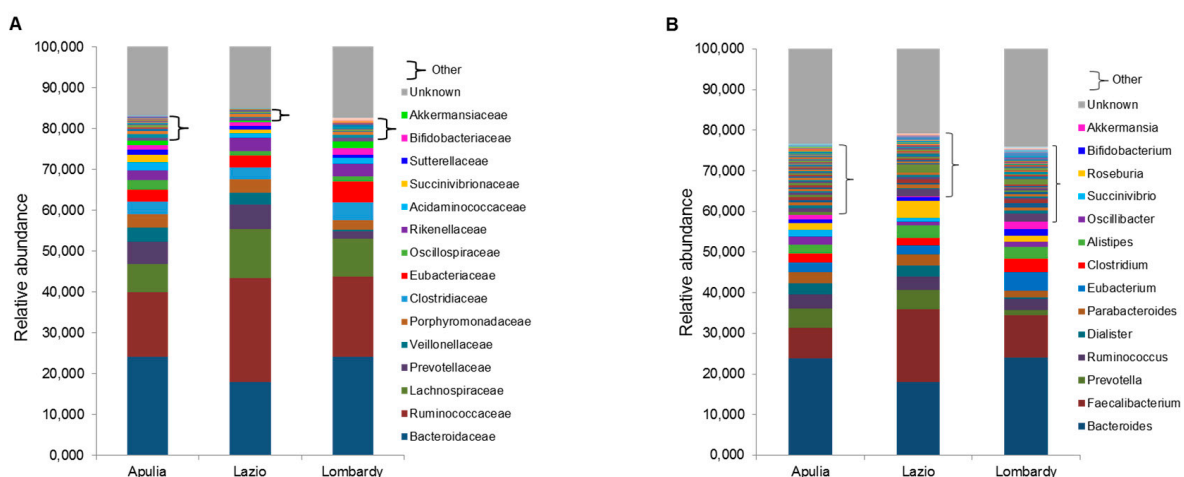 A
Relative abundance
100,000
90,000
80,000
70,000
60,000
50,000
40,000
30,000
20,000
10,000
0,000
Apulia
Lazio
Lombardy
Other
Unknown
Akkermansiaceae
Bifidobacteriaceae
Sutterellaceae
Succinivibrionaceae
Acidaminococcaceae
Rikenellaceae
Oscillospiraceae
Eubacteriaceae
Clostridiaceae
Porphyromonadaceae
Veillonellaceae
Prevotellaceae
Lachnospiraceae
Ruminococcaceae
Bacteroidaceae
B
Relative abundance
100,000
90,000
80,000
70,000
60,000
50,000
40,000
30,000
20,000
10,000
0,000
Apulia
Lazio
Lombardy
Other
Unknown
Akkermansia
Bifidobacterium
Roseburia
Succinivibrio
Oscillibacter
Alistipes
Clostridium
Eubacterium
Parabacteroides
Dialister
Ruminococcus
Prevotella
Faecalibacterium
Bacteroides